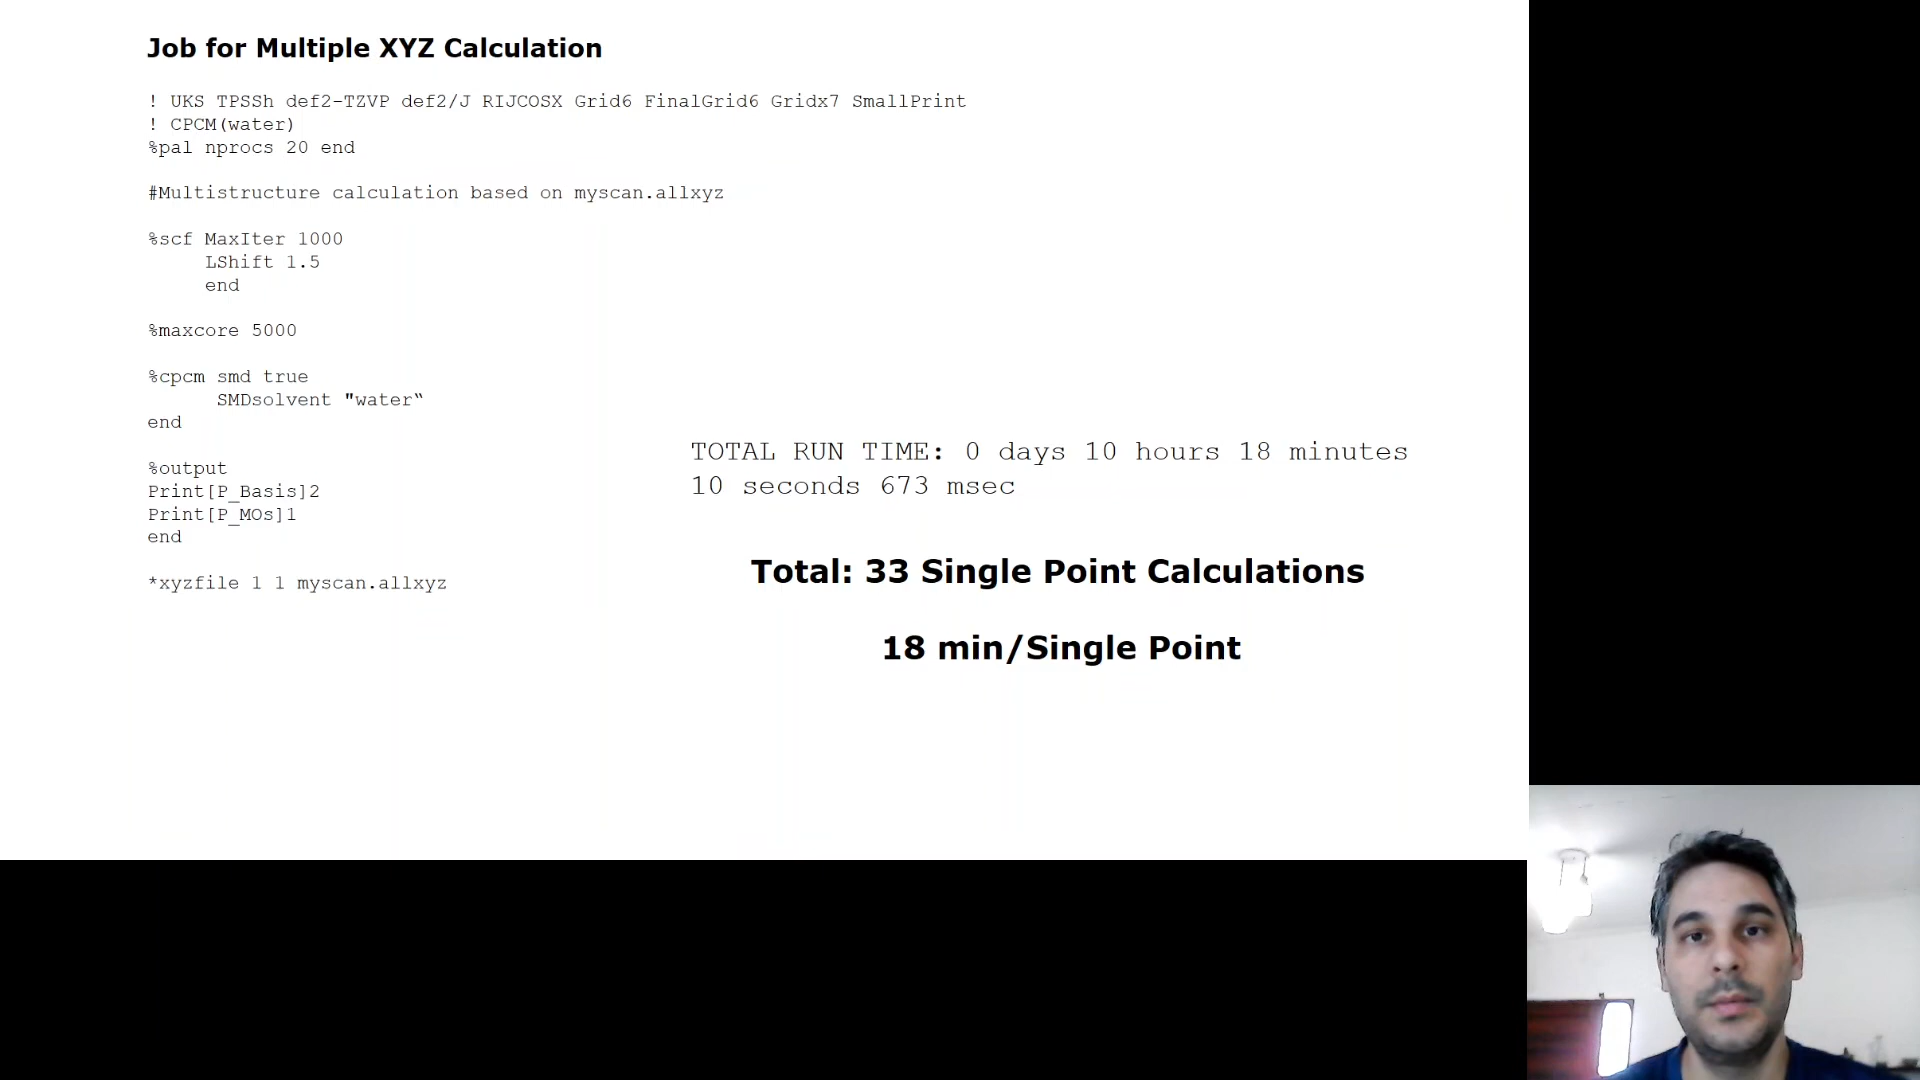 Job for Multiple XYZ Calculation
! UKS TPSSh def2-TZVP def2/J RIJCOSX Grid6 FinalGrid6 Gridx7 SmallPrint
! CPCM(water)
%pal nprocs 20 end
#Multistructure calculation based on myscan.allxyz
%scf MaxIter 1000
LShift 1.5
end
%maxcore 5000
%cpcm smd true
SMDsolvent "water“
end
%output
Print[P_Basis]2
Print[P_MOs]1
end
*xyzfile 1 1 myscan.allxyz
TOTAL RUN TIME: 0 days 10 hours 18 minutes
10 seconds 673 msec
Total: 33 Single Point Calculations
18 min/Single Point